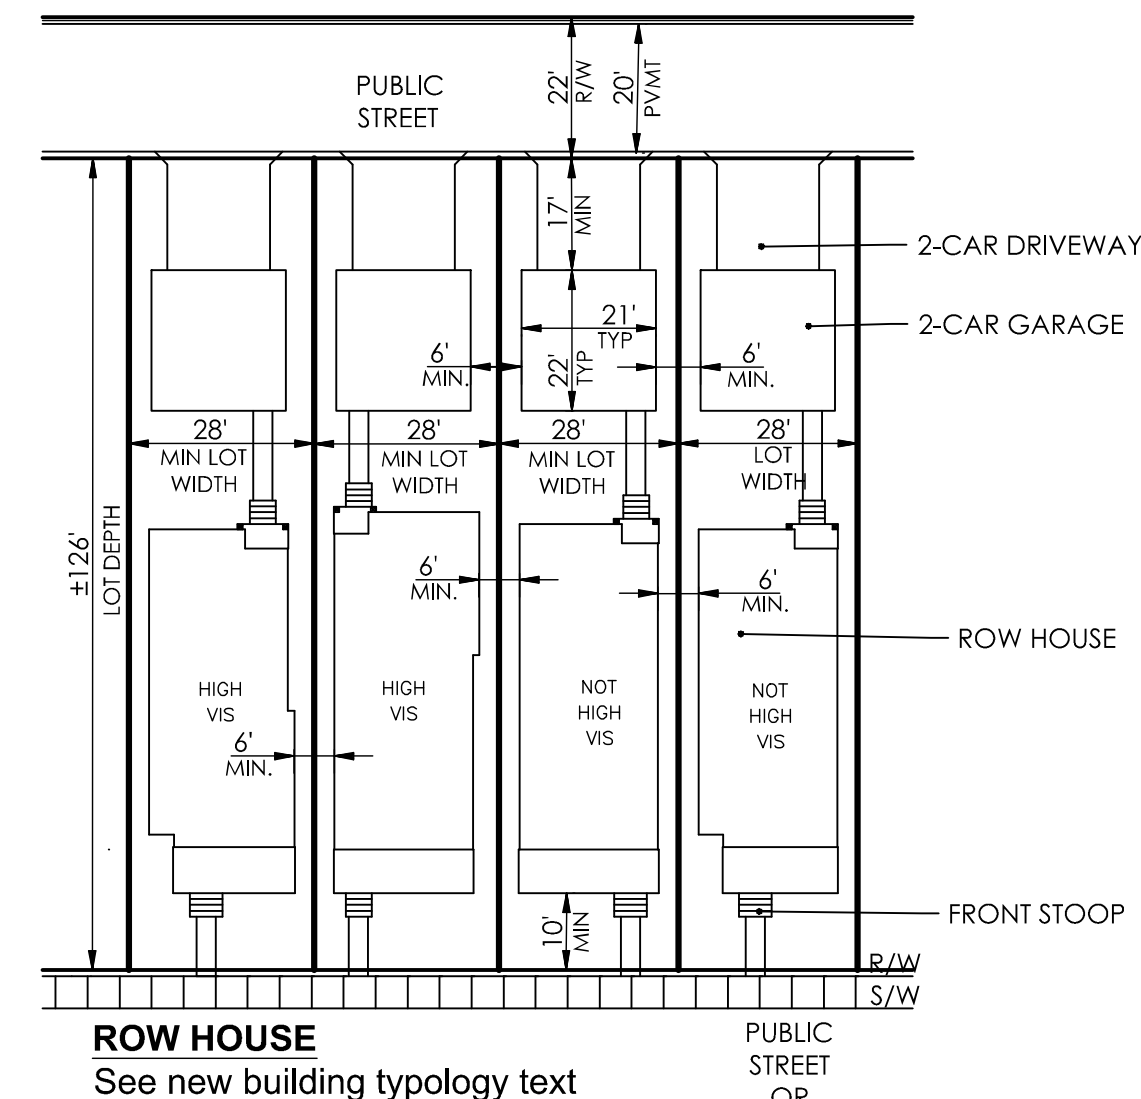 PUBLIC
STREET
22'
R/W
20'
PVMT
17'
MIN
2-CAR DRIVEWAY
21'
TYP
22'
TYP
2-CAR GARAGE
6'
MIN.
6'
MIN.
28'
MIN LOT
WIDTH
28'
MIN LOT
WIDTH
28'
MIN LOT
WIDTH
28'
LOT
WIDTH
±126'
LOT DEPTH
6'
MIN.
6'
MIN.
ROW HOUSE
HIGH
VIS
HIGH
VIS
NOT
HIGH
VIS
NOT
HIGH
VIS
6'
MIN.
10'
MIN
FRONT STOOP
R/W
S/W
ROW HOUSE
See new building typology text
PUBLIC
STREET
OR